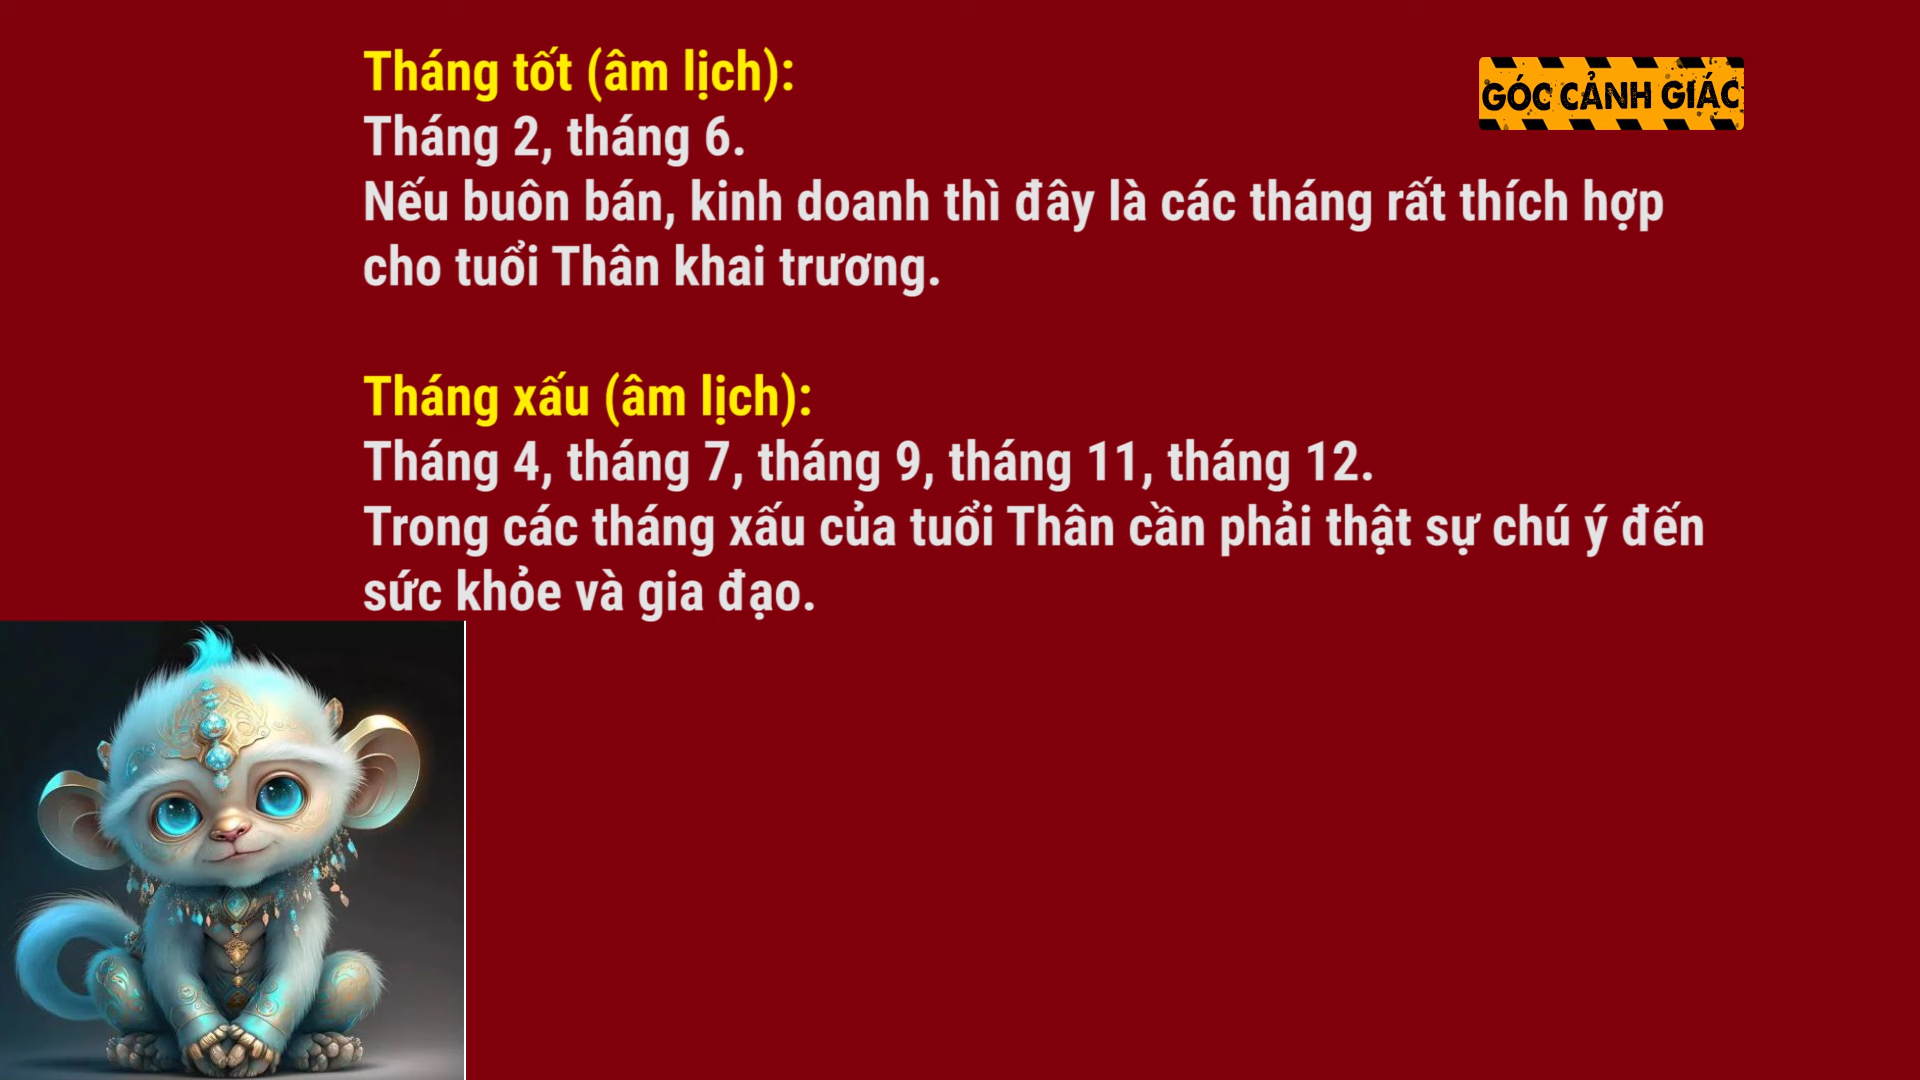 Tháng tốt (âm lịch):
GÓC CẢNH GIÁC
Tháng 2, tháng 6.
Nếu buôn bán, kinh doanh thì đây là các tháng rất thích hợp
cho tuổi Thân khai trương.
Tháng xấu (âm lịch):
Tháng 4, tháng 7, tháng 9, tháng 11, tháng 12.
Trong các tháng xấu của tuổi Thân cần phải thật sự chú ý đến
sức khỏe và gia đạo.